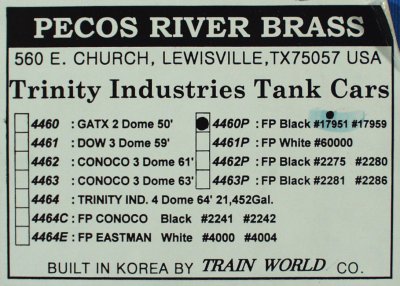 PECOS RIVER BRASS
560 E. CHURCH, LEWISVILLE,TX75057 USA
Trinity Industries Tank Cars
4460 : GATX 2 Dome 50'
4461 : DOW 3 Dome 59'
4462 : CONOCO 3 Dome 61'
4463 : CONOCO 3 Dome 63'
4464 : TRINITY IND. 4 Dome 64' 21,452Gal.
4464C : FP CONOCO Black #2241 #2242
4464E : FP EASTMAN White #4000 #4004
4460P : FP Black #17951 #17959
4461P : FP White #60000
4462P : FP Black #2275 #2280
4463P : FP Black #2281 #2286
BUILT IN KOREA BY TRAIN WORLD CO.